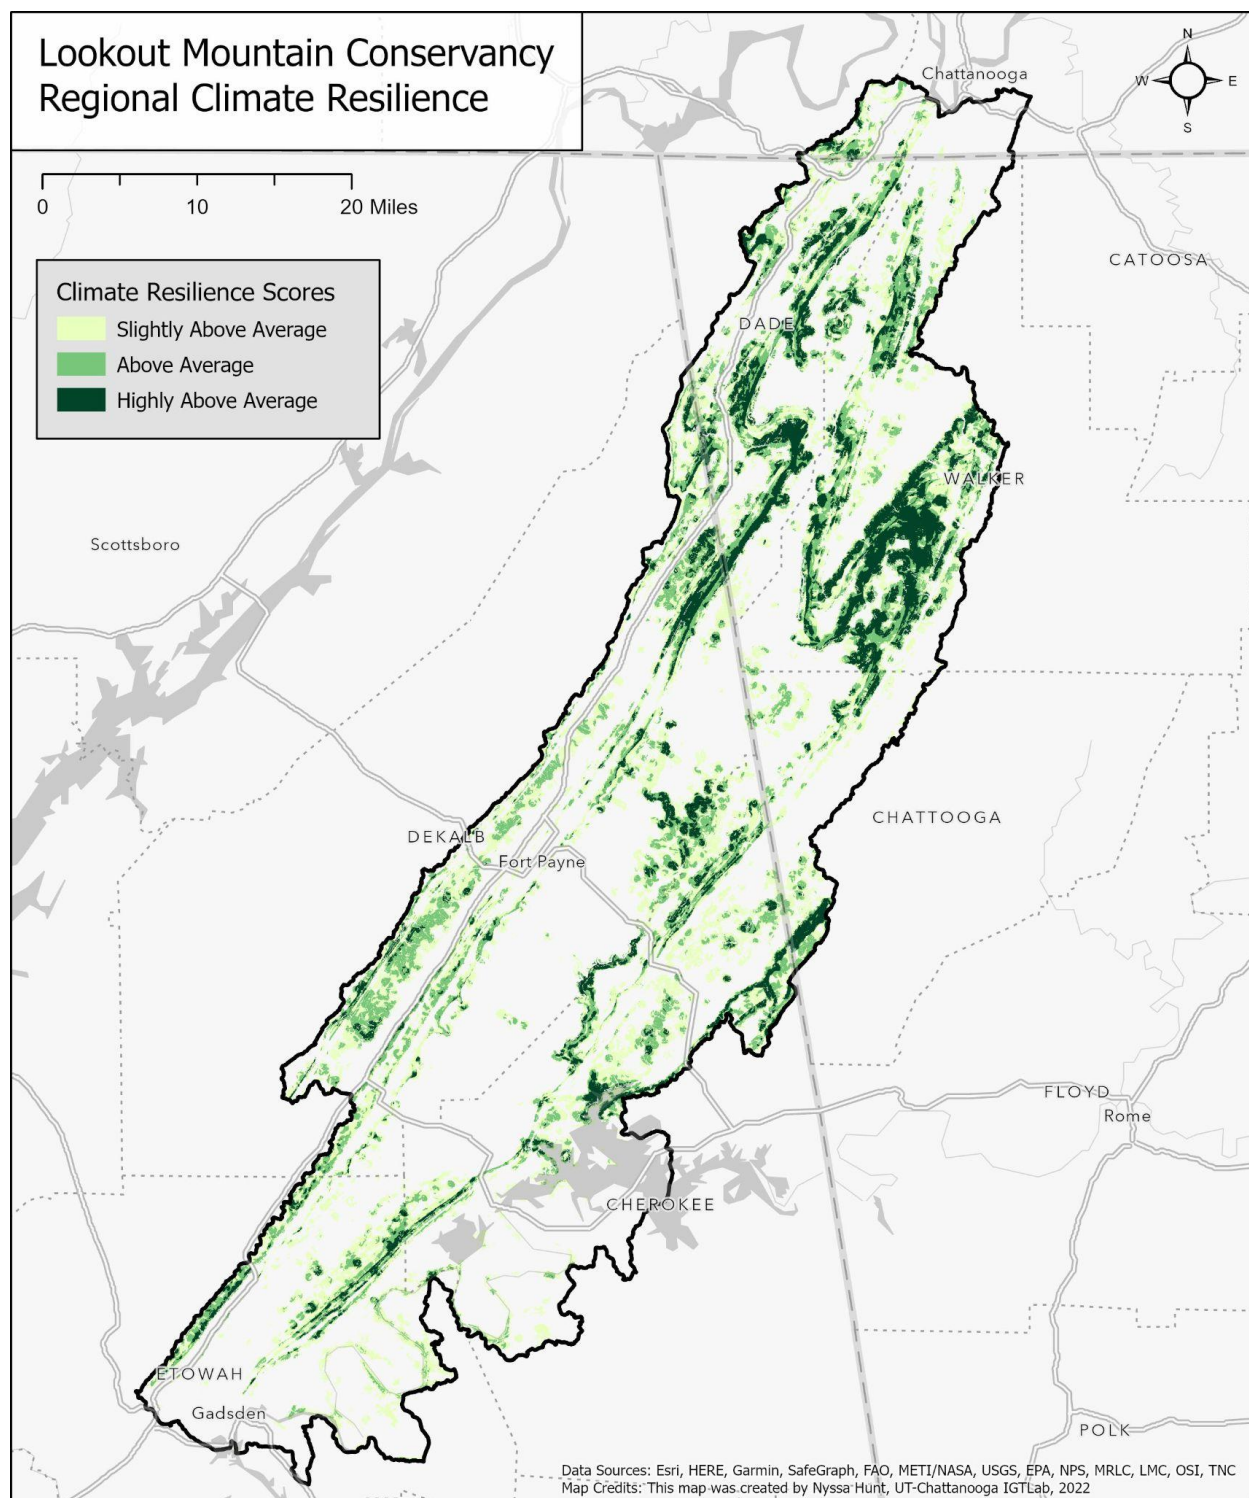 Lookout Mountain Conservancy
Regional Climate Resilience
N
W E
S
Chattanooga
0 10 20 Miles
CATOOSA
Climate Resilience Scores
Slightly Above Average
Above Average
Highly Above Average
DADE
WALKER
Scottsboro
CHATTOOGA
DEKALB
Fort Payne
FLOYD
Rome
CHEROKEE
ETOWAH
Gadsden
POLK
Data Sources: Esri, HERE, Garmin, SafeGraph, FAO, METI/NASA, USGS, EPA, NPS, MRLC, LMC, OSI, TNC
Map Credits: This map was created by Nyssa Hunt, UT-Chattanooga IGTLab, 2022